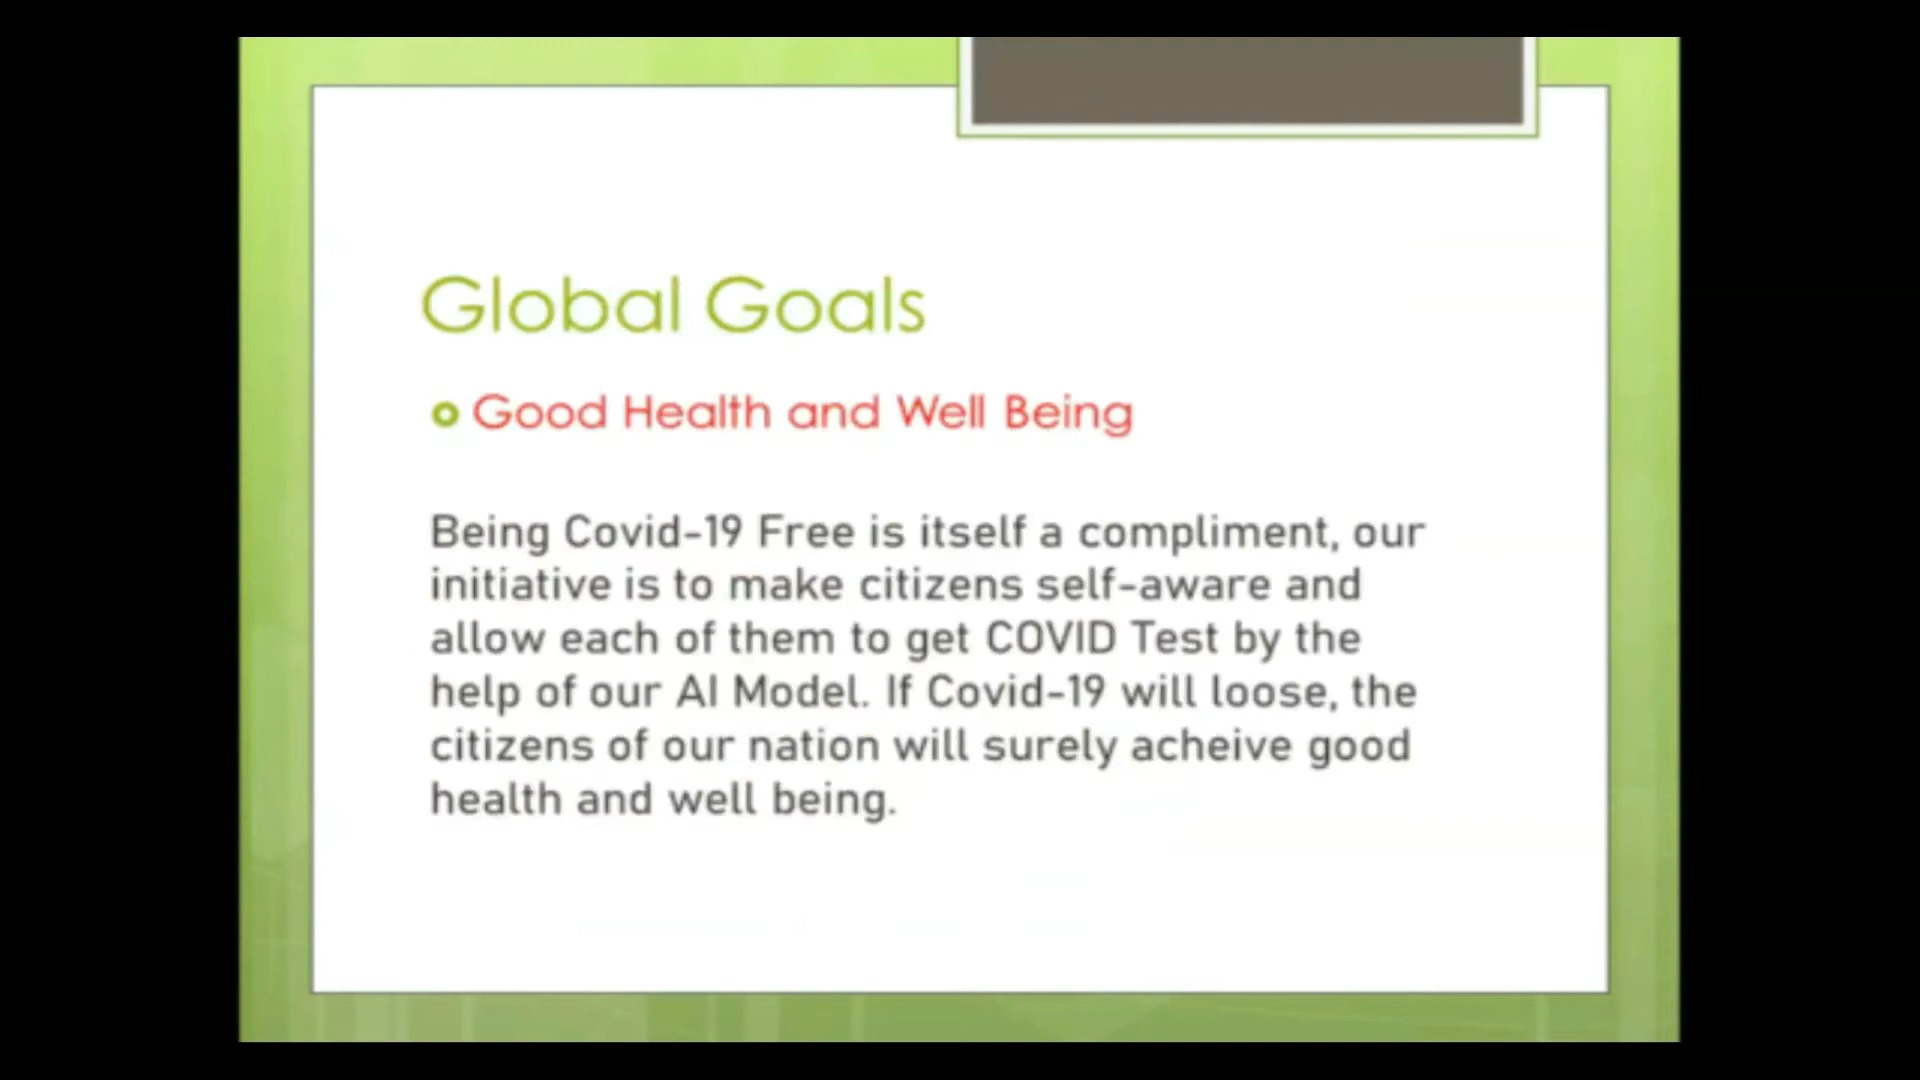 Global Goals
Good Health and Well Being
Being Covid-19 Free is itself a compliment, our
initiative is to make citizens self-aware and
allow each of them to get COVID Test by the
help of our AI Model. If Covid-19 will loose, the
citizens of our nation will surely acheive good
health and well being.